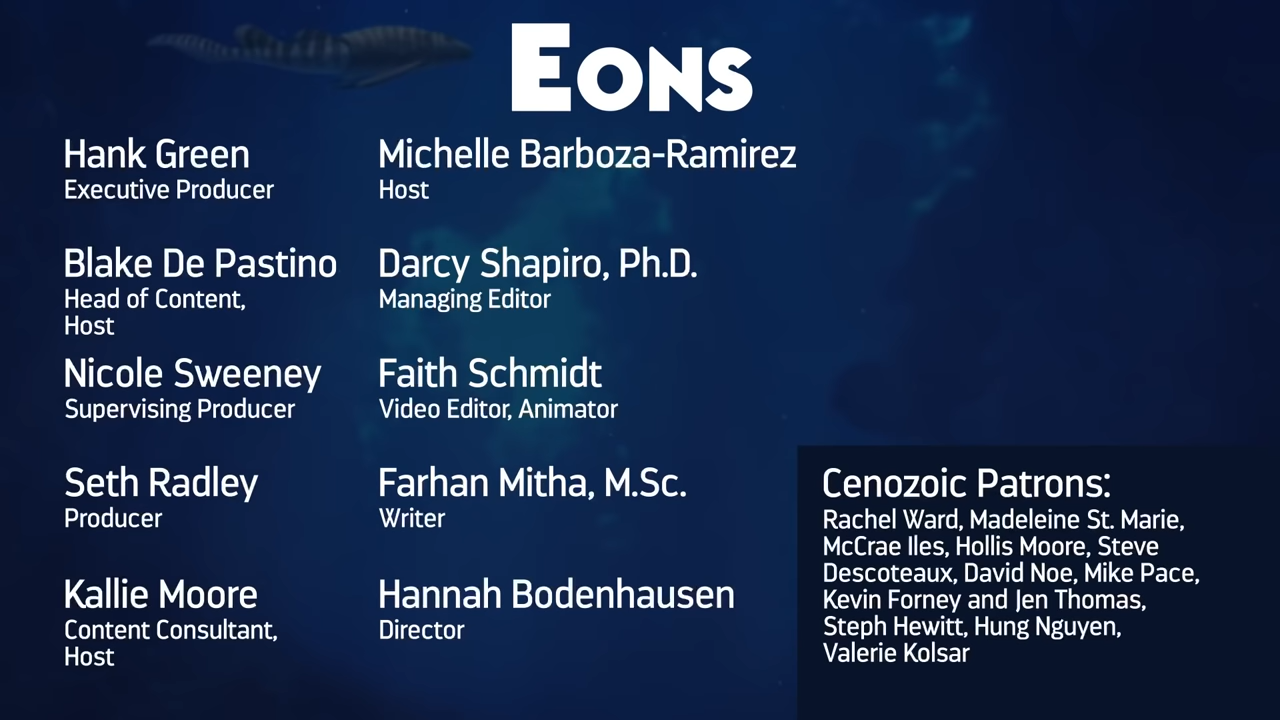 Eons
Hank Green
Executive Producer
Michelle Barboza-Ramirez
Host
Blake De Pastino
Head of Content,
Host
Darcy Shapiro, Ph.D.
Managing Editor
Nicole Sweeney
Supervising Producer
Faith Schmidt
Video Editor, Animator
Seth Radley
Producer
Farhan Mitha, M.Sc.
Writer
Kallie Moore
Content Consultant,
Host
Hannah Bodenhausen
Director
Cenozoic Patrons:
Rachel Ward, Madeleine St. Marie,
McCrae Iles, Hollis Moore, Steve
Descoteaux, David Noe, Mike Pace,
Kevin Forney and Jen Thomas,
Steph Hewitt, Hung Nguyen,
Valerie Kolsar